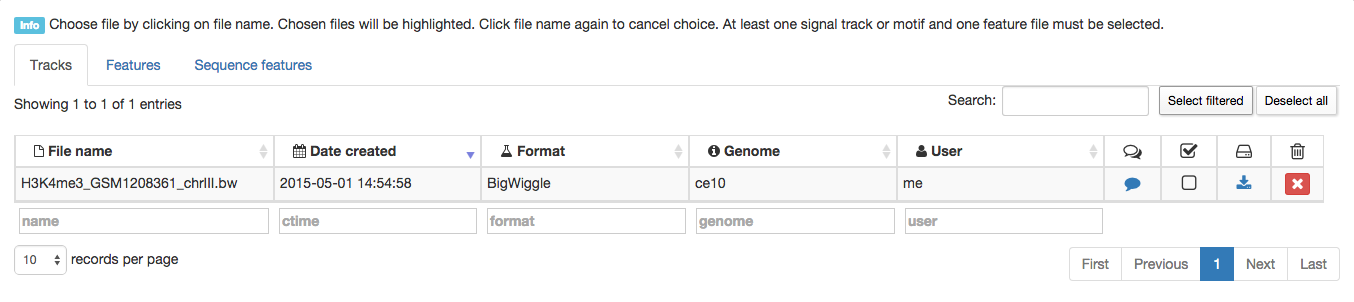 Info Choose file by clicking on file name. Chosen files will be highlighted. Click file name again to cancel choice. At least one signal track or motif and one feature file must be selected.
Tracks Features Sequence features
Showing 1 to 1 of 1 entries Search: Select filtered Deselect all
File name Date created Format Genome User
H3K4me3_GSM1208361_chrIII.bw 2015-05-01 14:54:58 BigWiggle ce10 me
name ctime format genome user
10 records per page
First Previous 1 Next Last